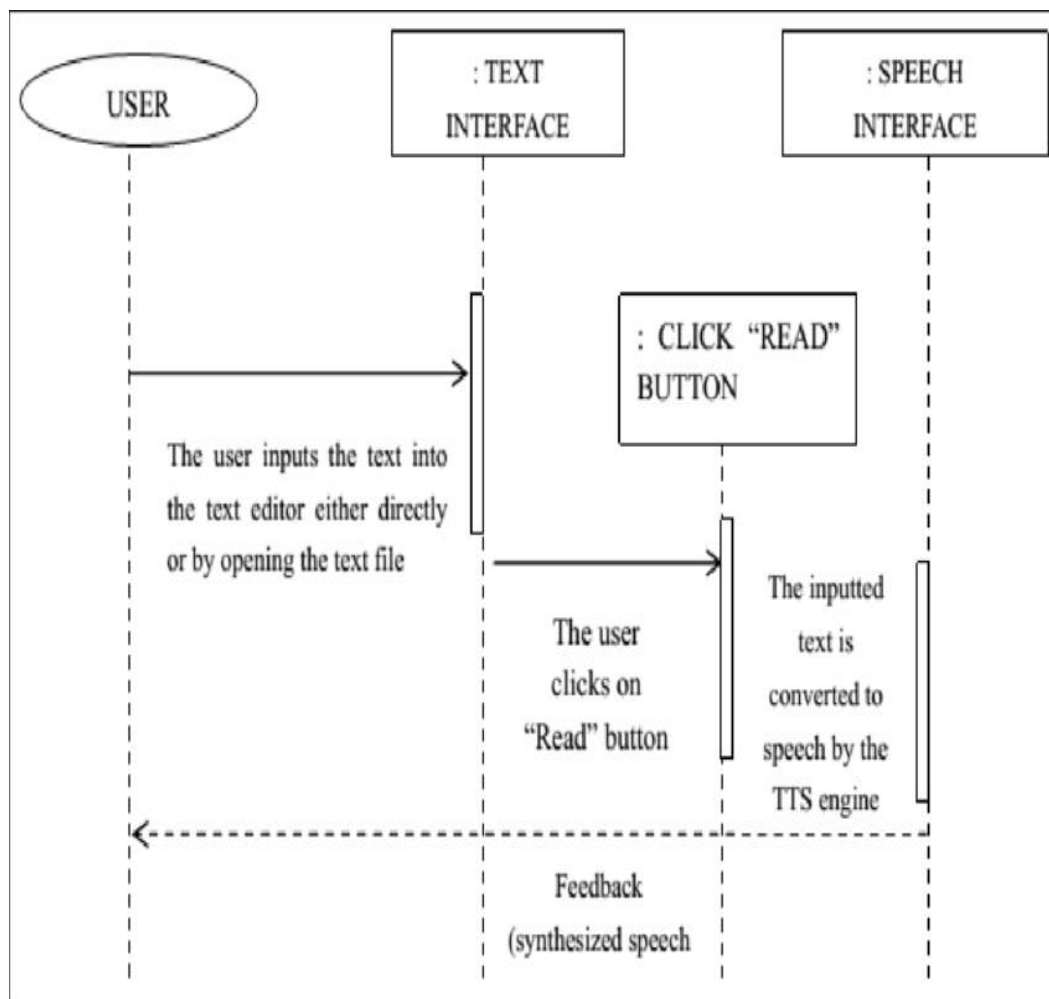 USER
: TEXT
INTERFACE
: SPEECH
INTERFACE
: CLICK “READ”
BUTTON
The user inputs the text into
the text editor either directly
or by opening the text file
The user
clicks on
“Read” button
The inputted
text is
converted to
speech by the
TTS engine
Feedback
(synthesized speech